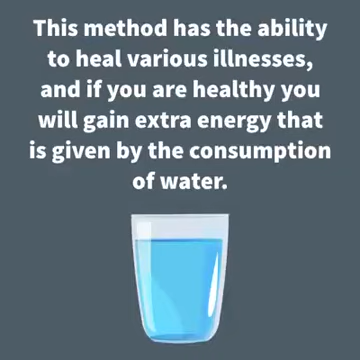 This method has the ability
to heal various illnesses,
and if you are healthy you
will gain extra energy that
is given by the consumption
of water.